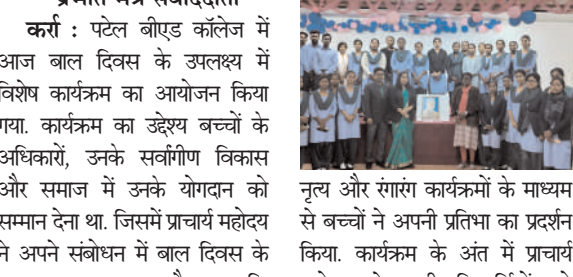 प्रभात मंत्र संवाददाता
कर्रा : पटेल बीएड कॉलेज में
आज बाल दिवस के उपलक्ष्य में
विशेष कार्यक्रम का आयोजन किया
गया. कार्यक्रम का उद्देश्य बच्चों के
अधिकारों, उनके सर्वांगीण विकास
और समाज में उनके योगदान को
सम्मान देना था. जिसमें प्राचार्य महोदय
ने अपने संबोधन में बाल दिवस के
नृत्य और रंगारंग कार्यक्रमों के माध्यम
से बच्चों ने अपनी प्रतिभा का प्रदर्शन
किया. कार्यक्रम के अंत में प्राचार्य